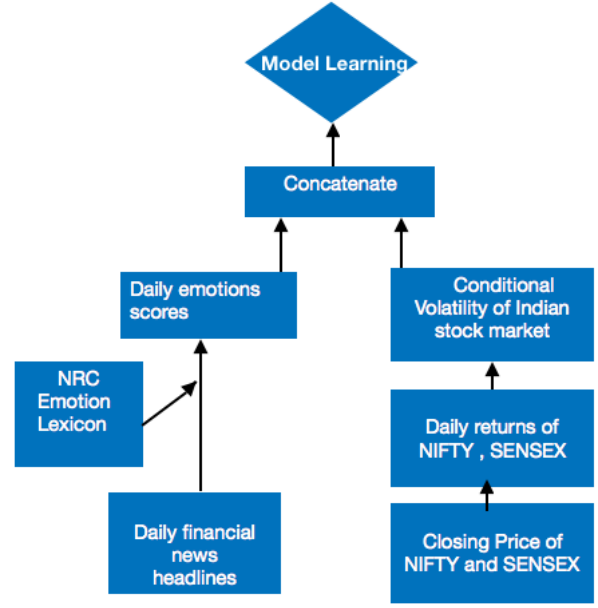 Model Learning
Concatenate
Daily emotions
scores
Conditional
Volatility of Indian
stock market
NRC
Emotion
Lexicon
Daily returns of
NIFTY , SENSEX
Daily financial
news
headlines
Closing Price of
NIFTY and SENSEX